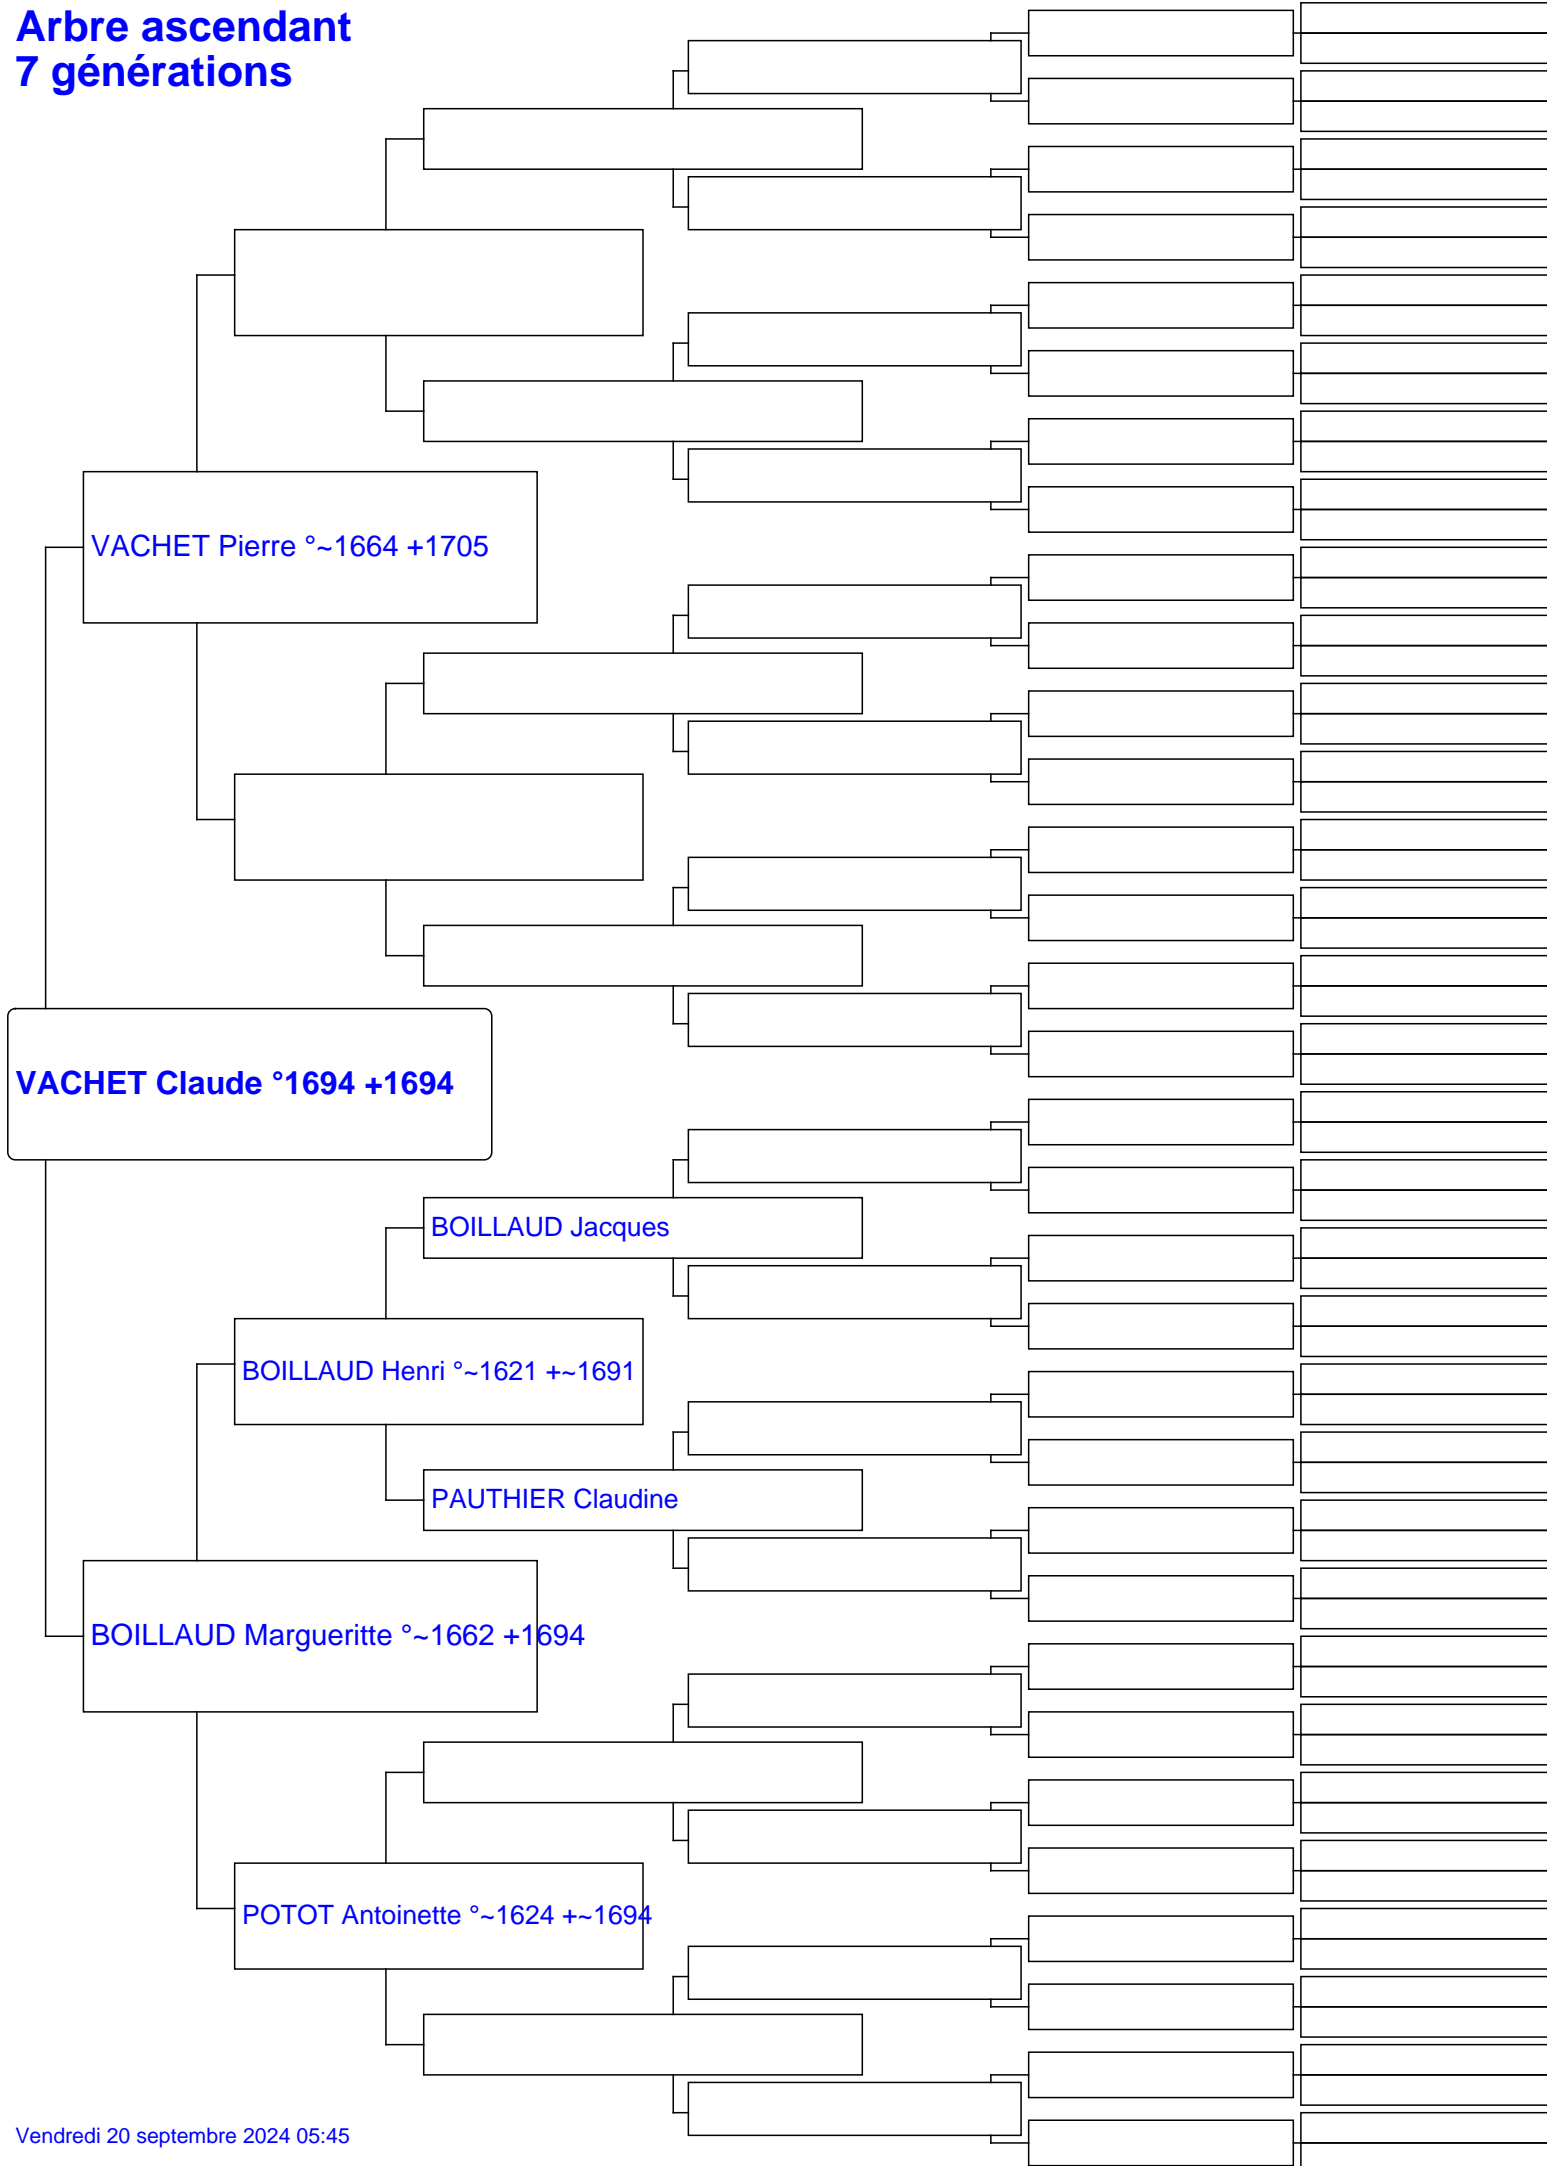 Arbre ascendant
7 générations
VACHET Pierre °~1664 +1705
VACHET Claude °1694 +1694
BOILLAUD Jacques
BOILLAUD Henri °~1621 +~1691
PAUTHIER Claudine
BOILLAUD Margueritte °~1662 +1694
POTOT Antoinette °~1624 +~1694
Vendredi 20 septembre 2024 05:45